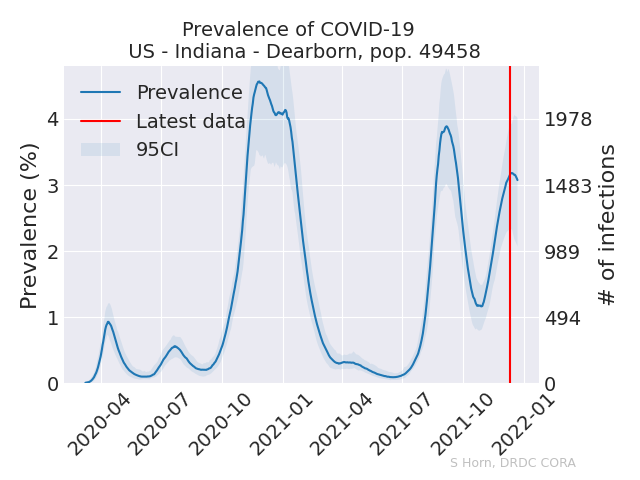 Prevalence of COVID-19
US - Indiana - Dearborn, pop. 49458
Prevalence
Latest data
95CI
Prevalence (%)
4
3
2
1
0
1978
1483
989
494
0
# of infections
2020-04
2020-07
2020-10
2021-01
2021-04
2021-07
2021-10
2022-01
S Horn, DRDC CORA